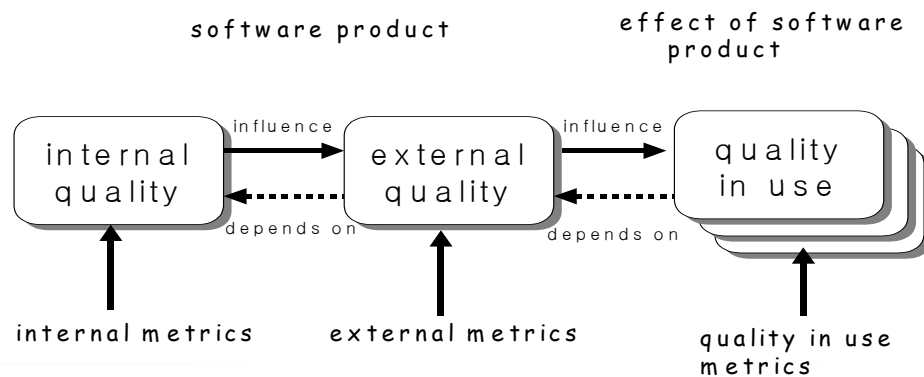 software product
effect of software
product
internal
quality
influence
depends on
external
quality
influence
depends on
quality
in use
internal metrics
external metrics
quality in use
metrics